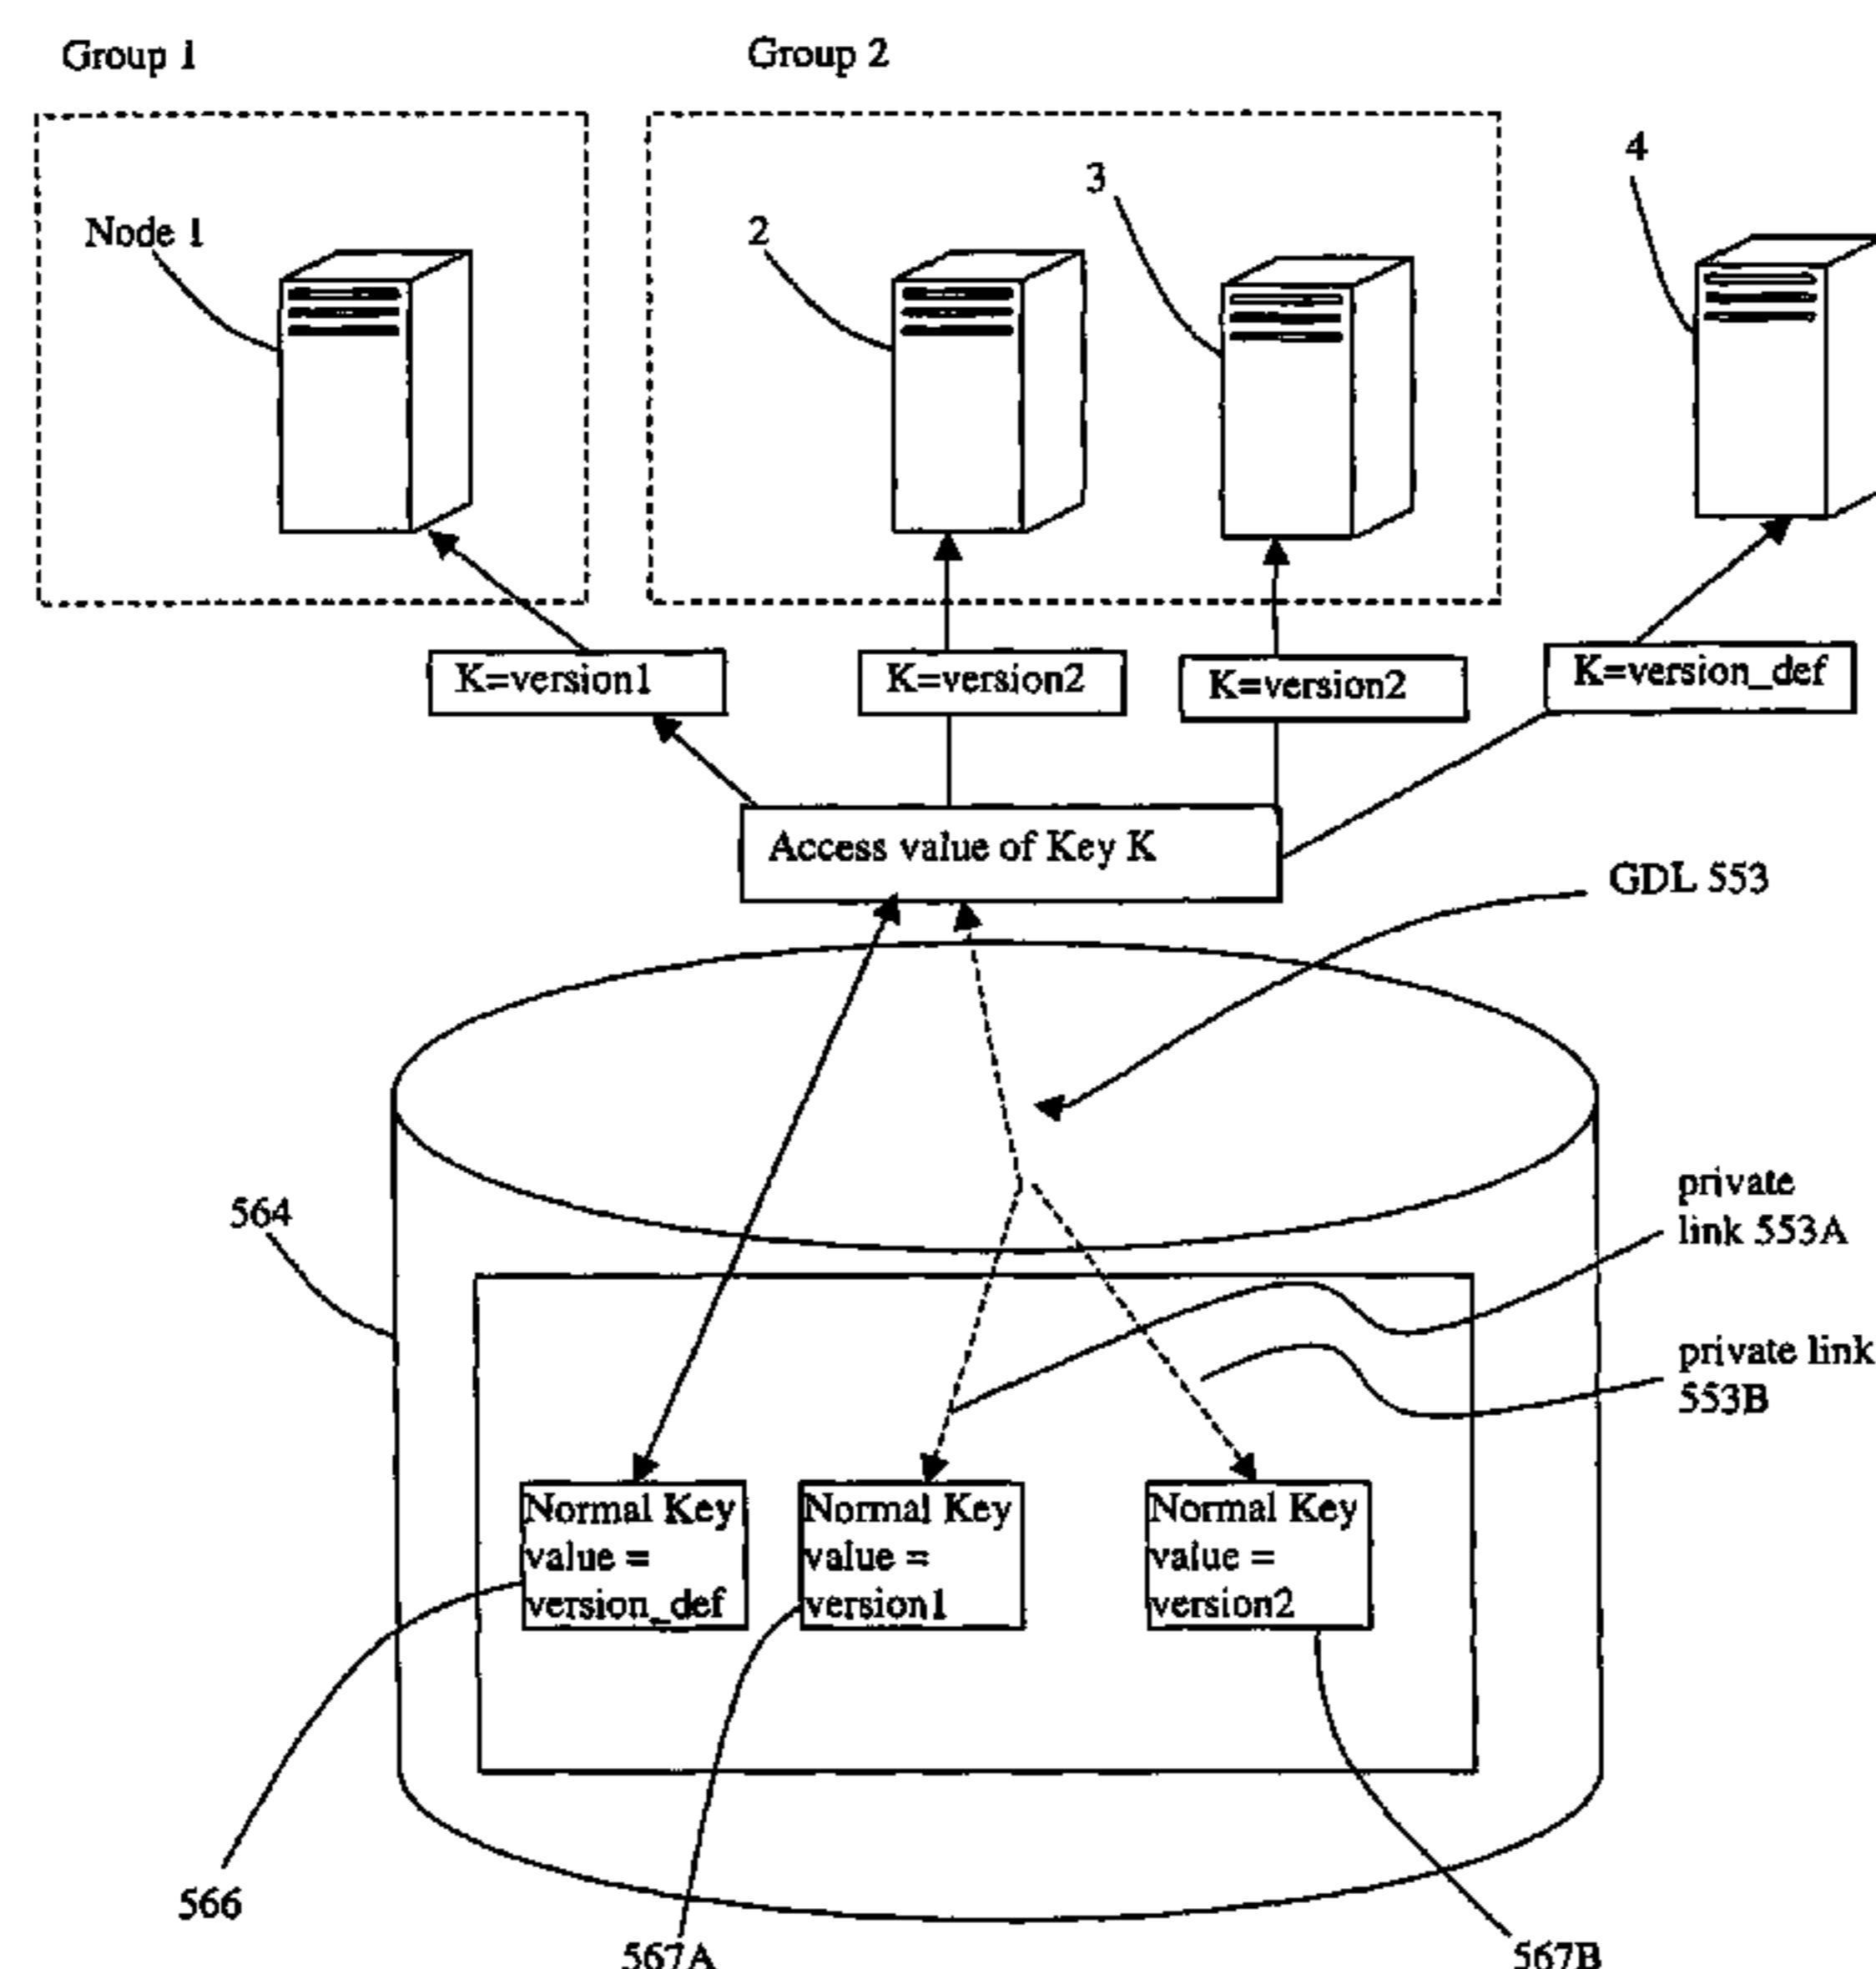 Group 1
Group 2
Node 1
2
3
4
K=version1
K=version2
K=version2
K=version_def
Access value of Key K
GDL 553
564
private
link 553A
private link
553B
Normal Key
value =
version_def
Normal Key
value =
version1
Normal Key
value =
version2
566
567A
567B